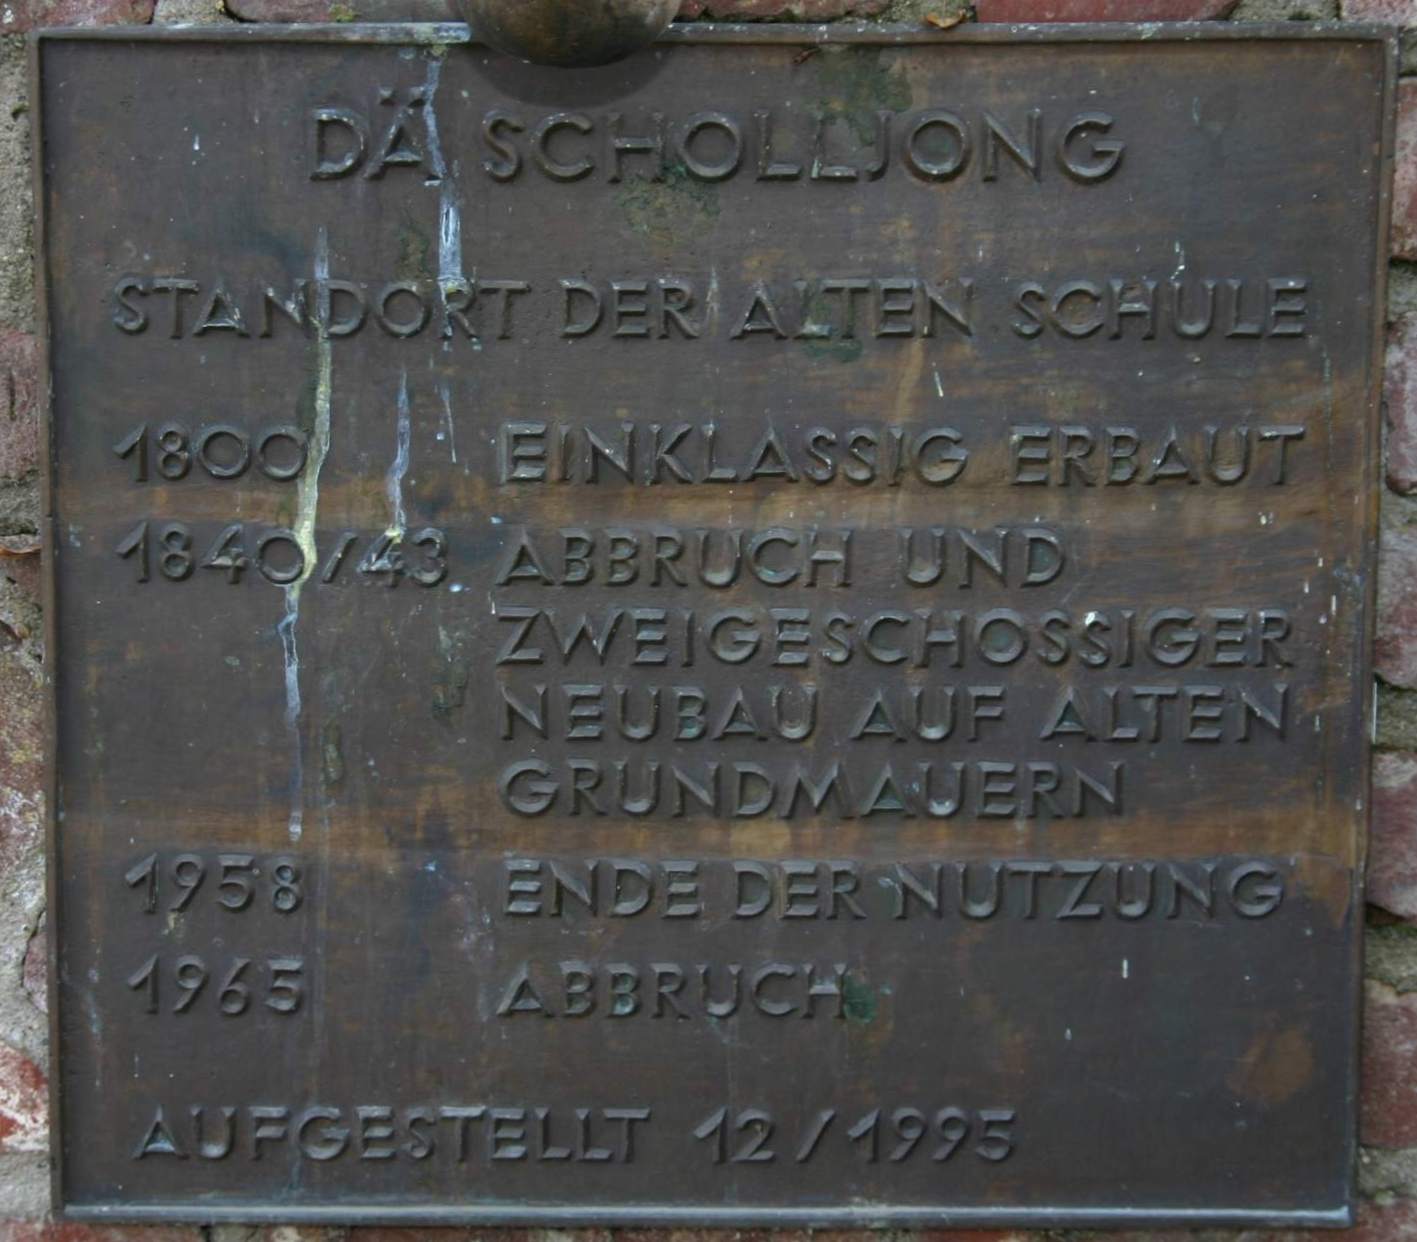 DÄ SCHOLLJONG
STANDORT DER ALTEN SCHULE
1800 EINKLASSIG ERBAUT
1840/43 ABBRUCH UND
ZWEIGESCHOSSIGER
NEUBAU AUF ALTEN
GRUNDMAUERN
1958 ENDE DER NUTZUNG
1965 ABBRUCH
AUFGESTELLT 12/1995